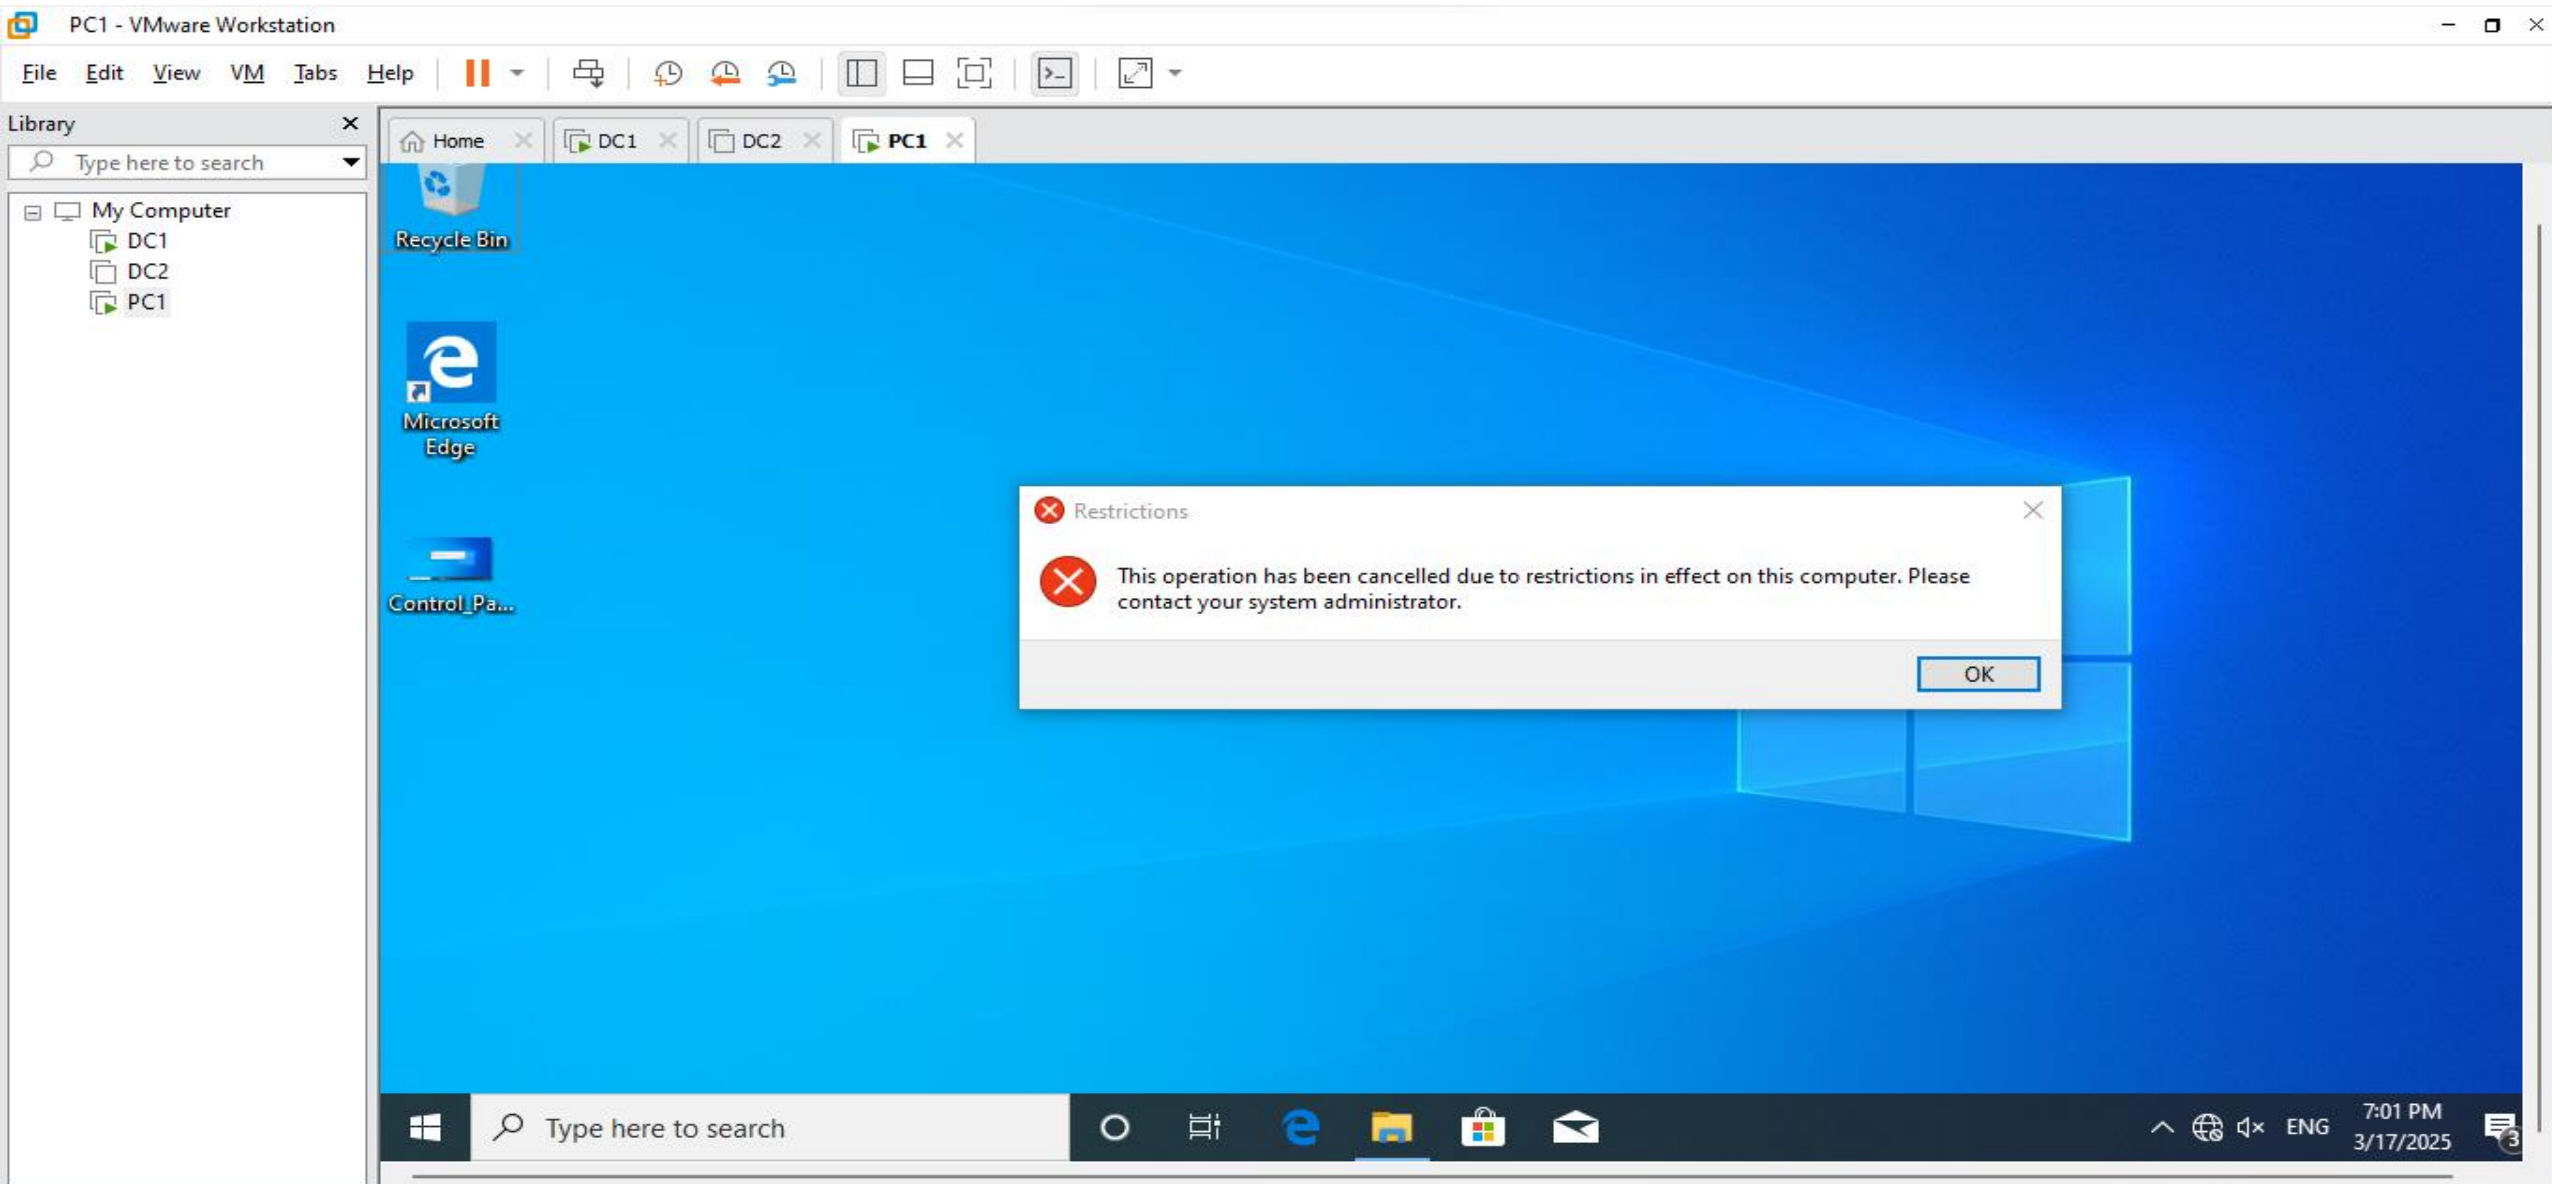 PC1 - VMware Workstation
File Edit View VM Tabs Help
Library
Type here to search
My Computer
DC1
DC2
PC1
Home
DC1
DC2
PC1
Recycle Bin
Microsoft
Edge
Control_Pa...
Restrictions
This operation has been cancelled due to restrictions in effect on this computer. Please
contact your system administrator.
OK
Type here to search
ENG
7:01 PM
3/17/2025
3